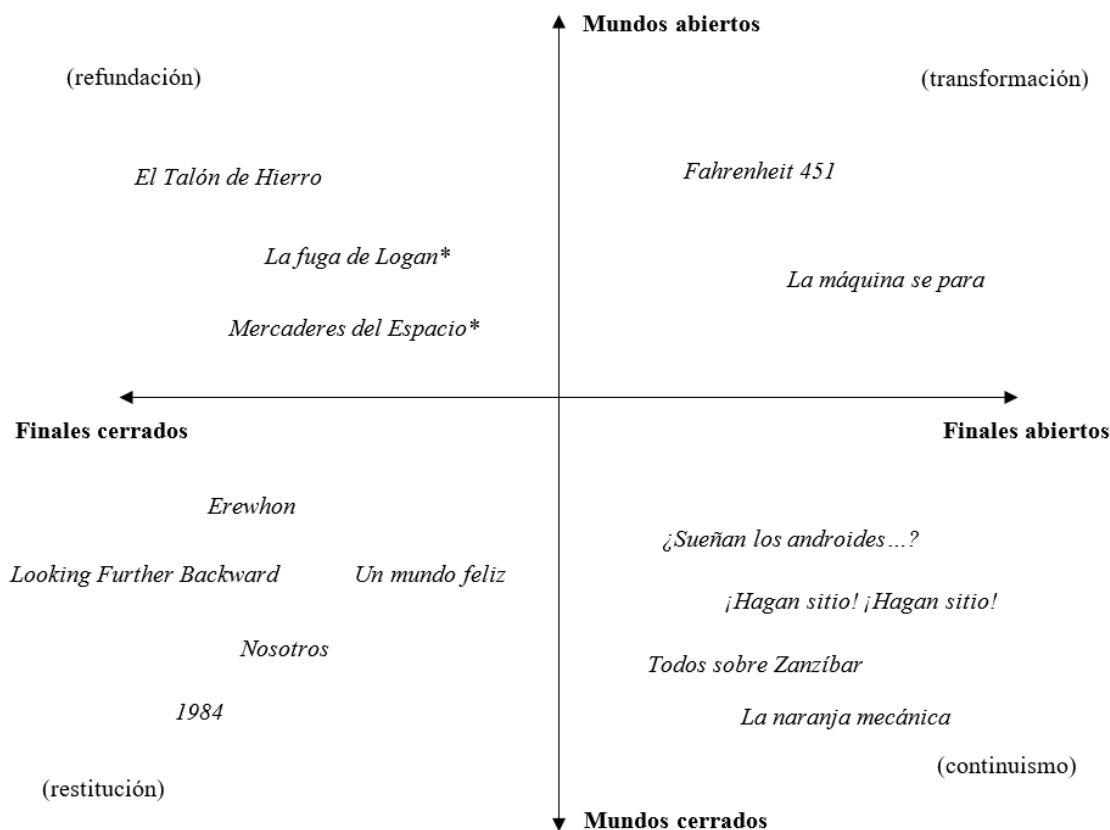 Mundos abiertos
(refundación)
(transformación)
El Talón de Hierro
Fahrenheit 451
La fuga de Logan*
La máquina se para
Mercaderes del Espacio*
Finales cerrados
Finales abiertos
Erewhon
¿Sueñan los androides…?
Looking Further Backward
Un mundo feliz
¡Hagan sitio! ¡Hagan sitio!
Nosotros
Todos sobre Zanzíbar
1984
La naranja mecánica
(continuismo)
(restitución)
Mundos cerrados